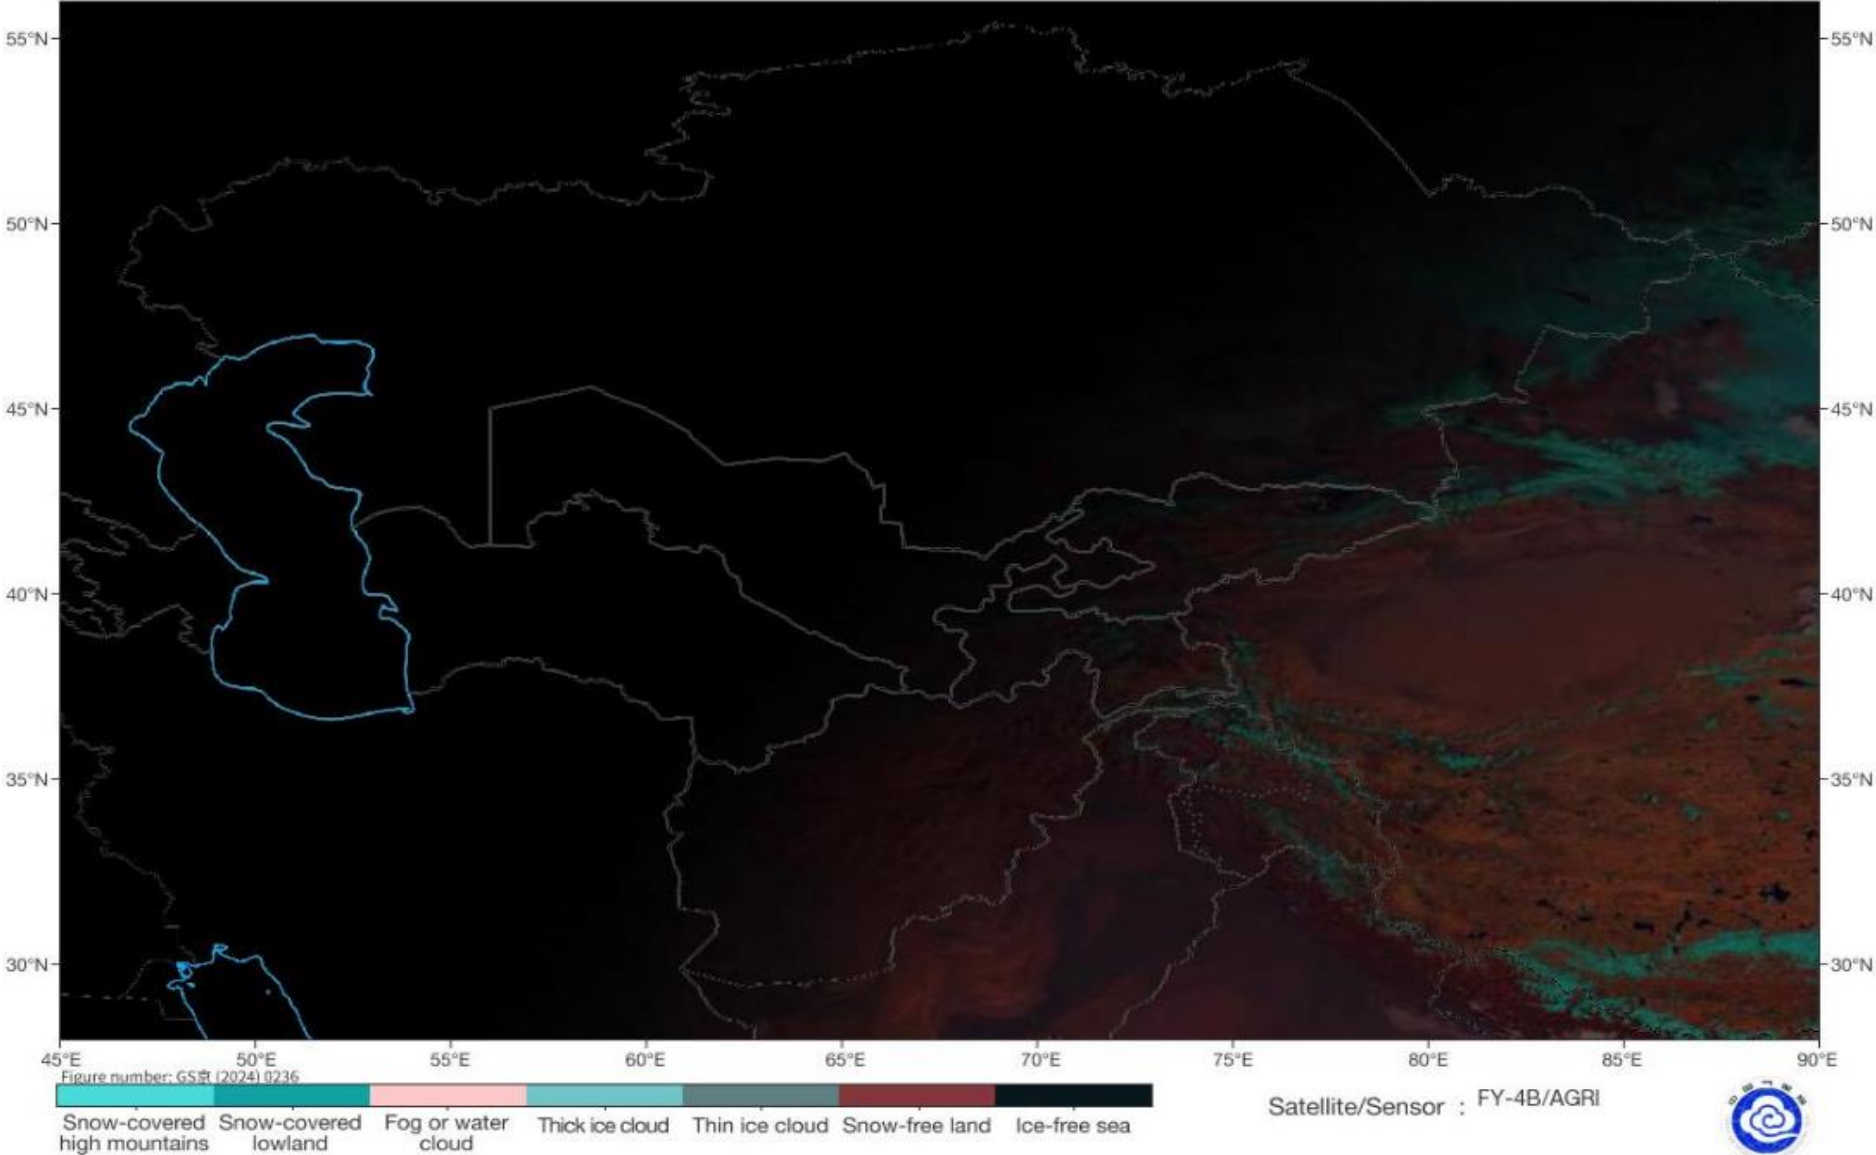 55°N 55°N
50°N 50°N
45°N 45°N
40°N 40°N
35°N 35°N
30°N 30°N
45°E 50°E 55°E 60°E 65°E 70°E 75°E 80°E 85°E 90°E
Figure number: GS京 (2024) 0236
Snow-covered high mountains
Snow-covered lowland
Fog or water cloud
Thick ice cloud
Thin ice cloud
Snow-free land
Ice-free sea
Satellite/Sensor : FY-4B/AGRI